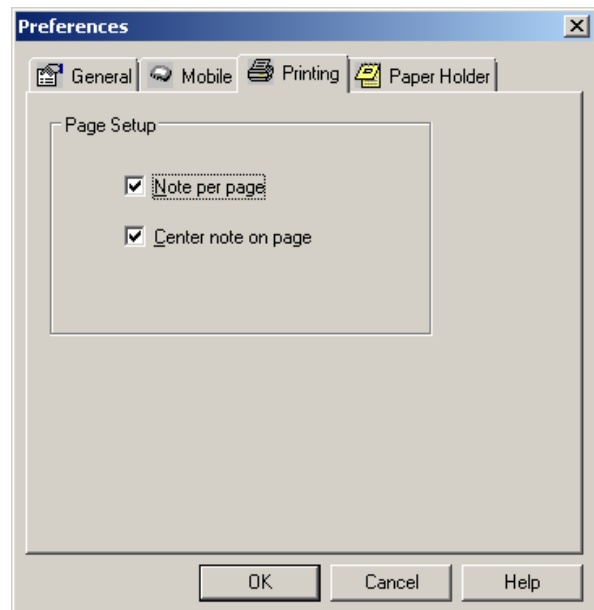 Preferences
General Mobile Printing Paper Holder
Page Setup
Note per page
Center note on page
OK Cancel Help